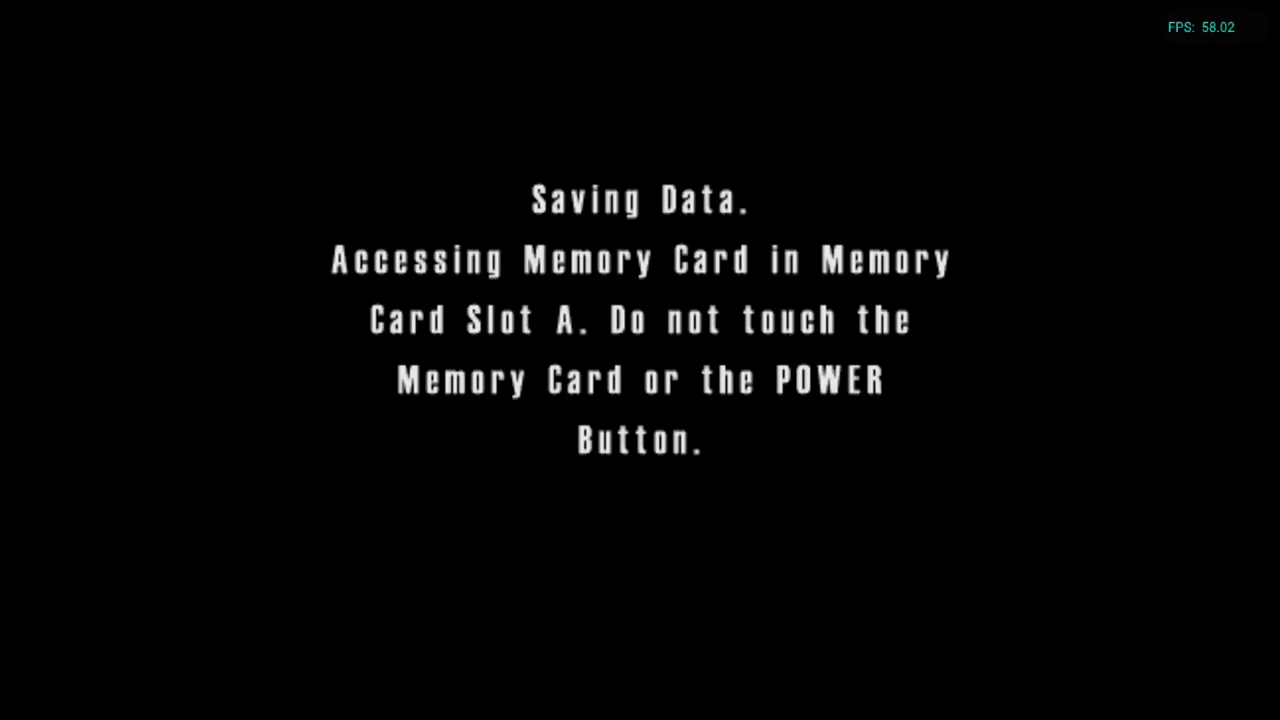 FPS: 58.02
Saving Data.
Accessing Memory Card in Memory
Card Slot A. Do not touch the
Memory Card or the POWER
Button.